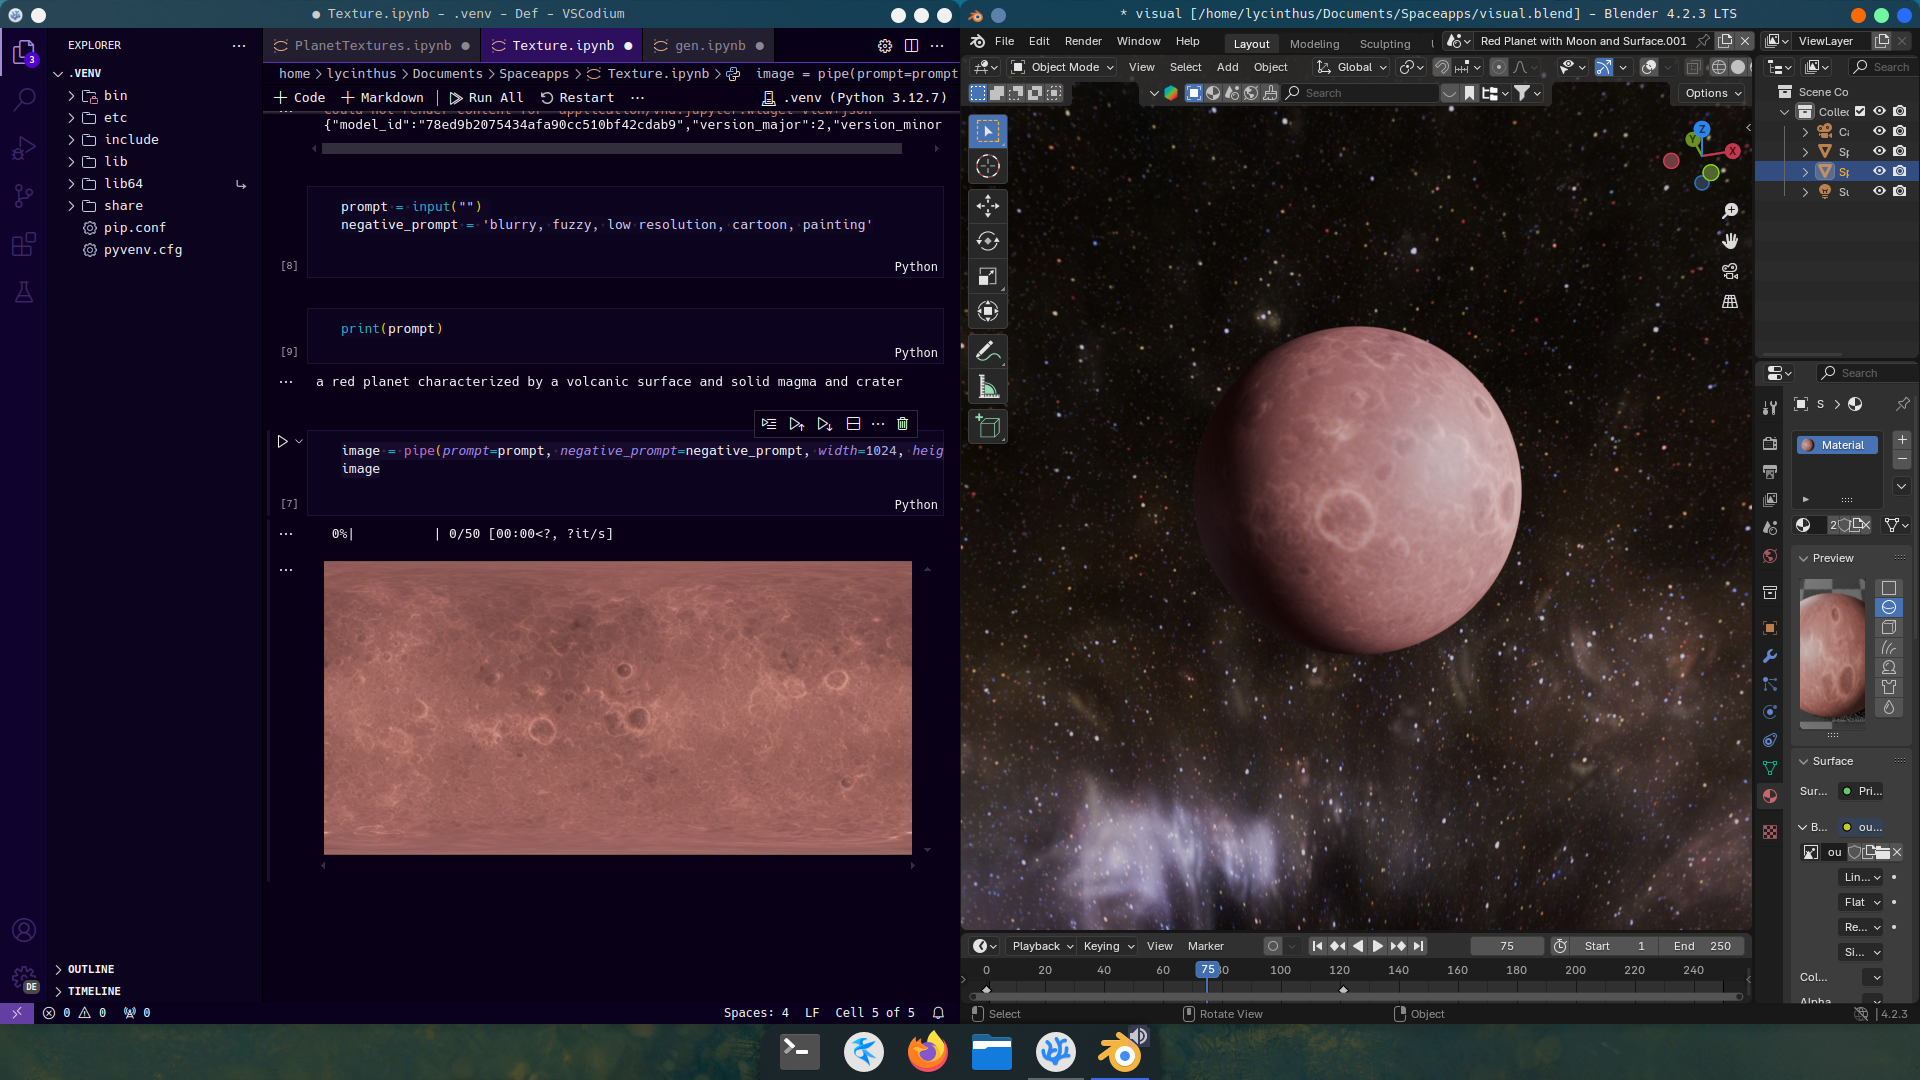 ● Texture.ipynb - .venv - Def - VSCodium
EXPLORER
PlanetTextures.ipynb
Texture.ipynb
gen.ipynb
.VENV
bin
etc
include
lib
lib64
share
pip.conf
pyvenv.cfg
OUTLINE
TIMELINE
3
DE
home > lycinthus > Documents > Spaceapps > Texture.ipynb > image = pipe(prompt=prompt
+ Code + Markdown | Run All Restart ... .venv (Python 3.12.7)
{"model_id":"78ed9b2075434afa90cc510bf42cdab9","version_major":2,"version_minor
prompt = input("")
negative_prompt = 'blurry, fuzzy, low resolution, cartoon, painting'
[8]
Python
print(prompt)
[9]
Python
a red planet characterized by a volcanic surface and solid magma and crater
image = pipe(prompt=prompt, negative_prompt=negative_prompt, width=1024, heig
image
[7]
Python
0%| | 0/50 [00:00<?, ?it/s]
0 0 0
Spaces: 4 LF Cell 5 of 5
* visual [/home/lycinthus/Documents/Spaceapps/visual.blend] - Blender 4.2.3 LTS
File Edit Render Window Help
Layout Modeling Sculpting
Red Planet with Moon and Surface.001
ViewLayer
Object Mode View Select Add Object Global
Search
Search
Options
Z
Y
X
Scene Co
Collec
Ca
Sp
Sp
Su
Search
S
Material
2
Preview
Surface
Sur... Pri...
B... ou...
ou
Lin...
Flat
Re...
Si...
Col...
Alpha
Playback Keying View Marker
75
Start 1
End 250
0 20 40 60 75 100 120 140 160 180 200 220 240
Select
Rotate View
Object
4.2.3